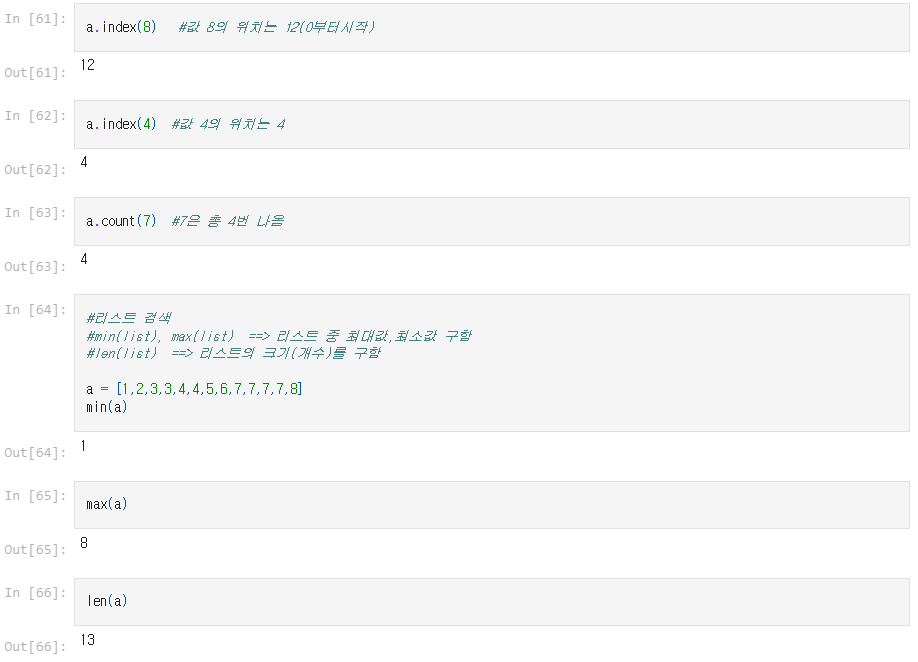 In [61]:
a.index(8)   #값 8의 위치는 12(0부터시작)
Out[61]:
12
In [62]:
a.index(4)  #값 4의 위치는 4
Out[62]:
4
In [63]:
a.count(7)  #7은 총 4번 나옴
Out[63]:
4
In [64]:
#리스트 검색
#min(list), max(list)  ==> 리스트 중 최대값,최소값 구함
#len(list)  ==> 리스트의 크기(개수)를 구함
a = [1,2,3,3,4,4,5,6,7,7,7,7,8]
min(a)
Out[64]:
1
In [65]:
max(a)
Out[65]:
8
In [66]:
len(a)
Out[66]:
13